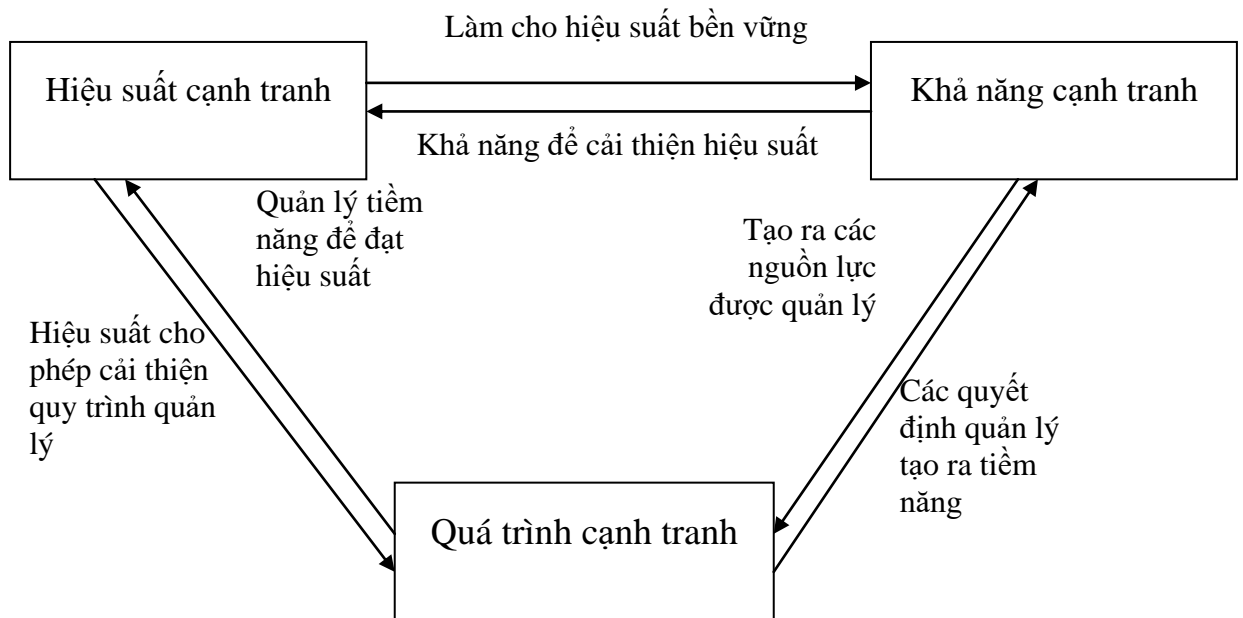 Làm cho hiệu suất bền vững
Hiệu suất cạnh tranh
Khả năng cạnh tranh
Khả năng để cải thiện hiệu suất
Quản lý tiềm
năng để đạt
hiệu suất
Tạo ra các
nguồn lực
được quản lý
Hiệu suất cho
phép cải thiện
quy trình quản
lý
Các quyết
định quản lý
tạo ra tiềm
năng
Quá trình cạnh tranh